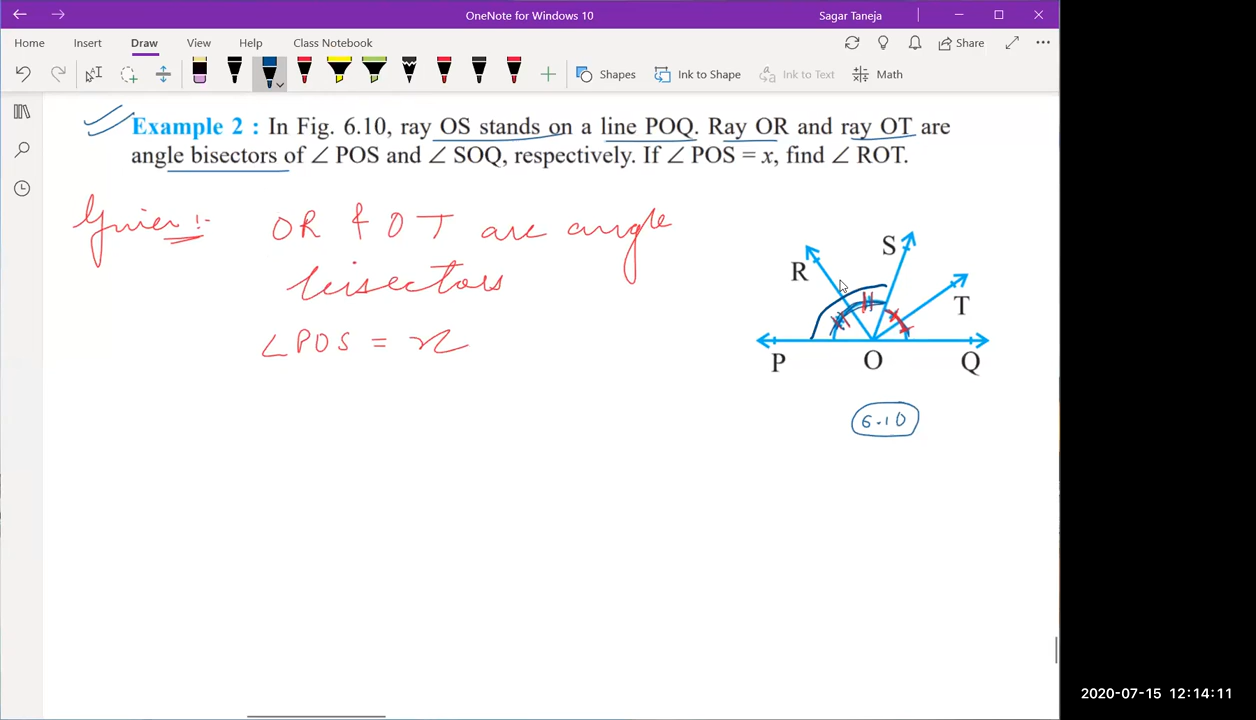 OneNote for Windows 10
Sagar Taneja
Home Insert Draw View Help Class Notebook
Share
Shapes Ink to Shape Ink to Text Math
Example 2 : In Fig. 6.10, ray OS stands on a line POQ. Ray OR and ray OT are
angle bisectors of ∠ POS and ∠ SOQ, respectively. If ∠ POS = x, find ∠ ROT.
Given :-
OR & OT are angle
bisectors
∠POS = x
S
R
T
P O Q
6.10
2020-07-15 12:14:11